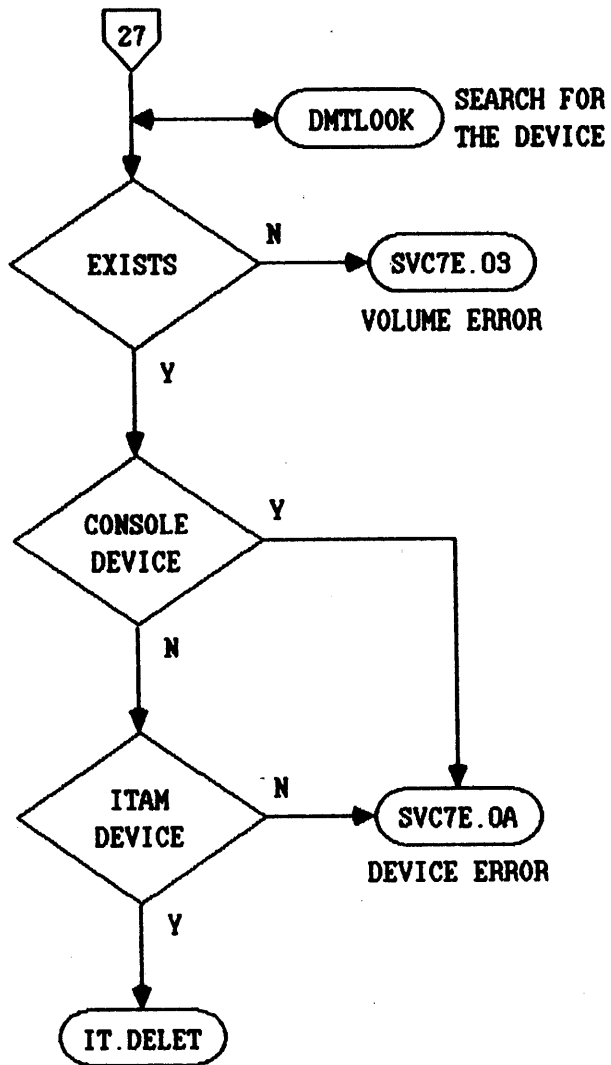 27
DMTLOOK
SEARCH FOR
THE DEVICE
EXISTS
N
SVC7E.03
VOLUME ERROR
Y
CONSOLE
DEVICE
Y
N
ITAM
DEVICE
N
SVC7E.0A
DEVICE ERROR
Y
IT.DELET